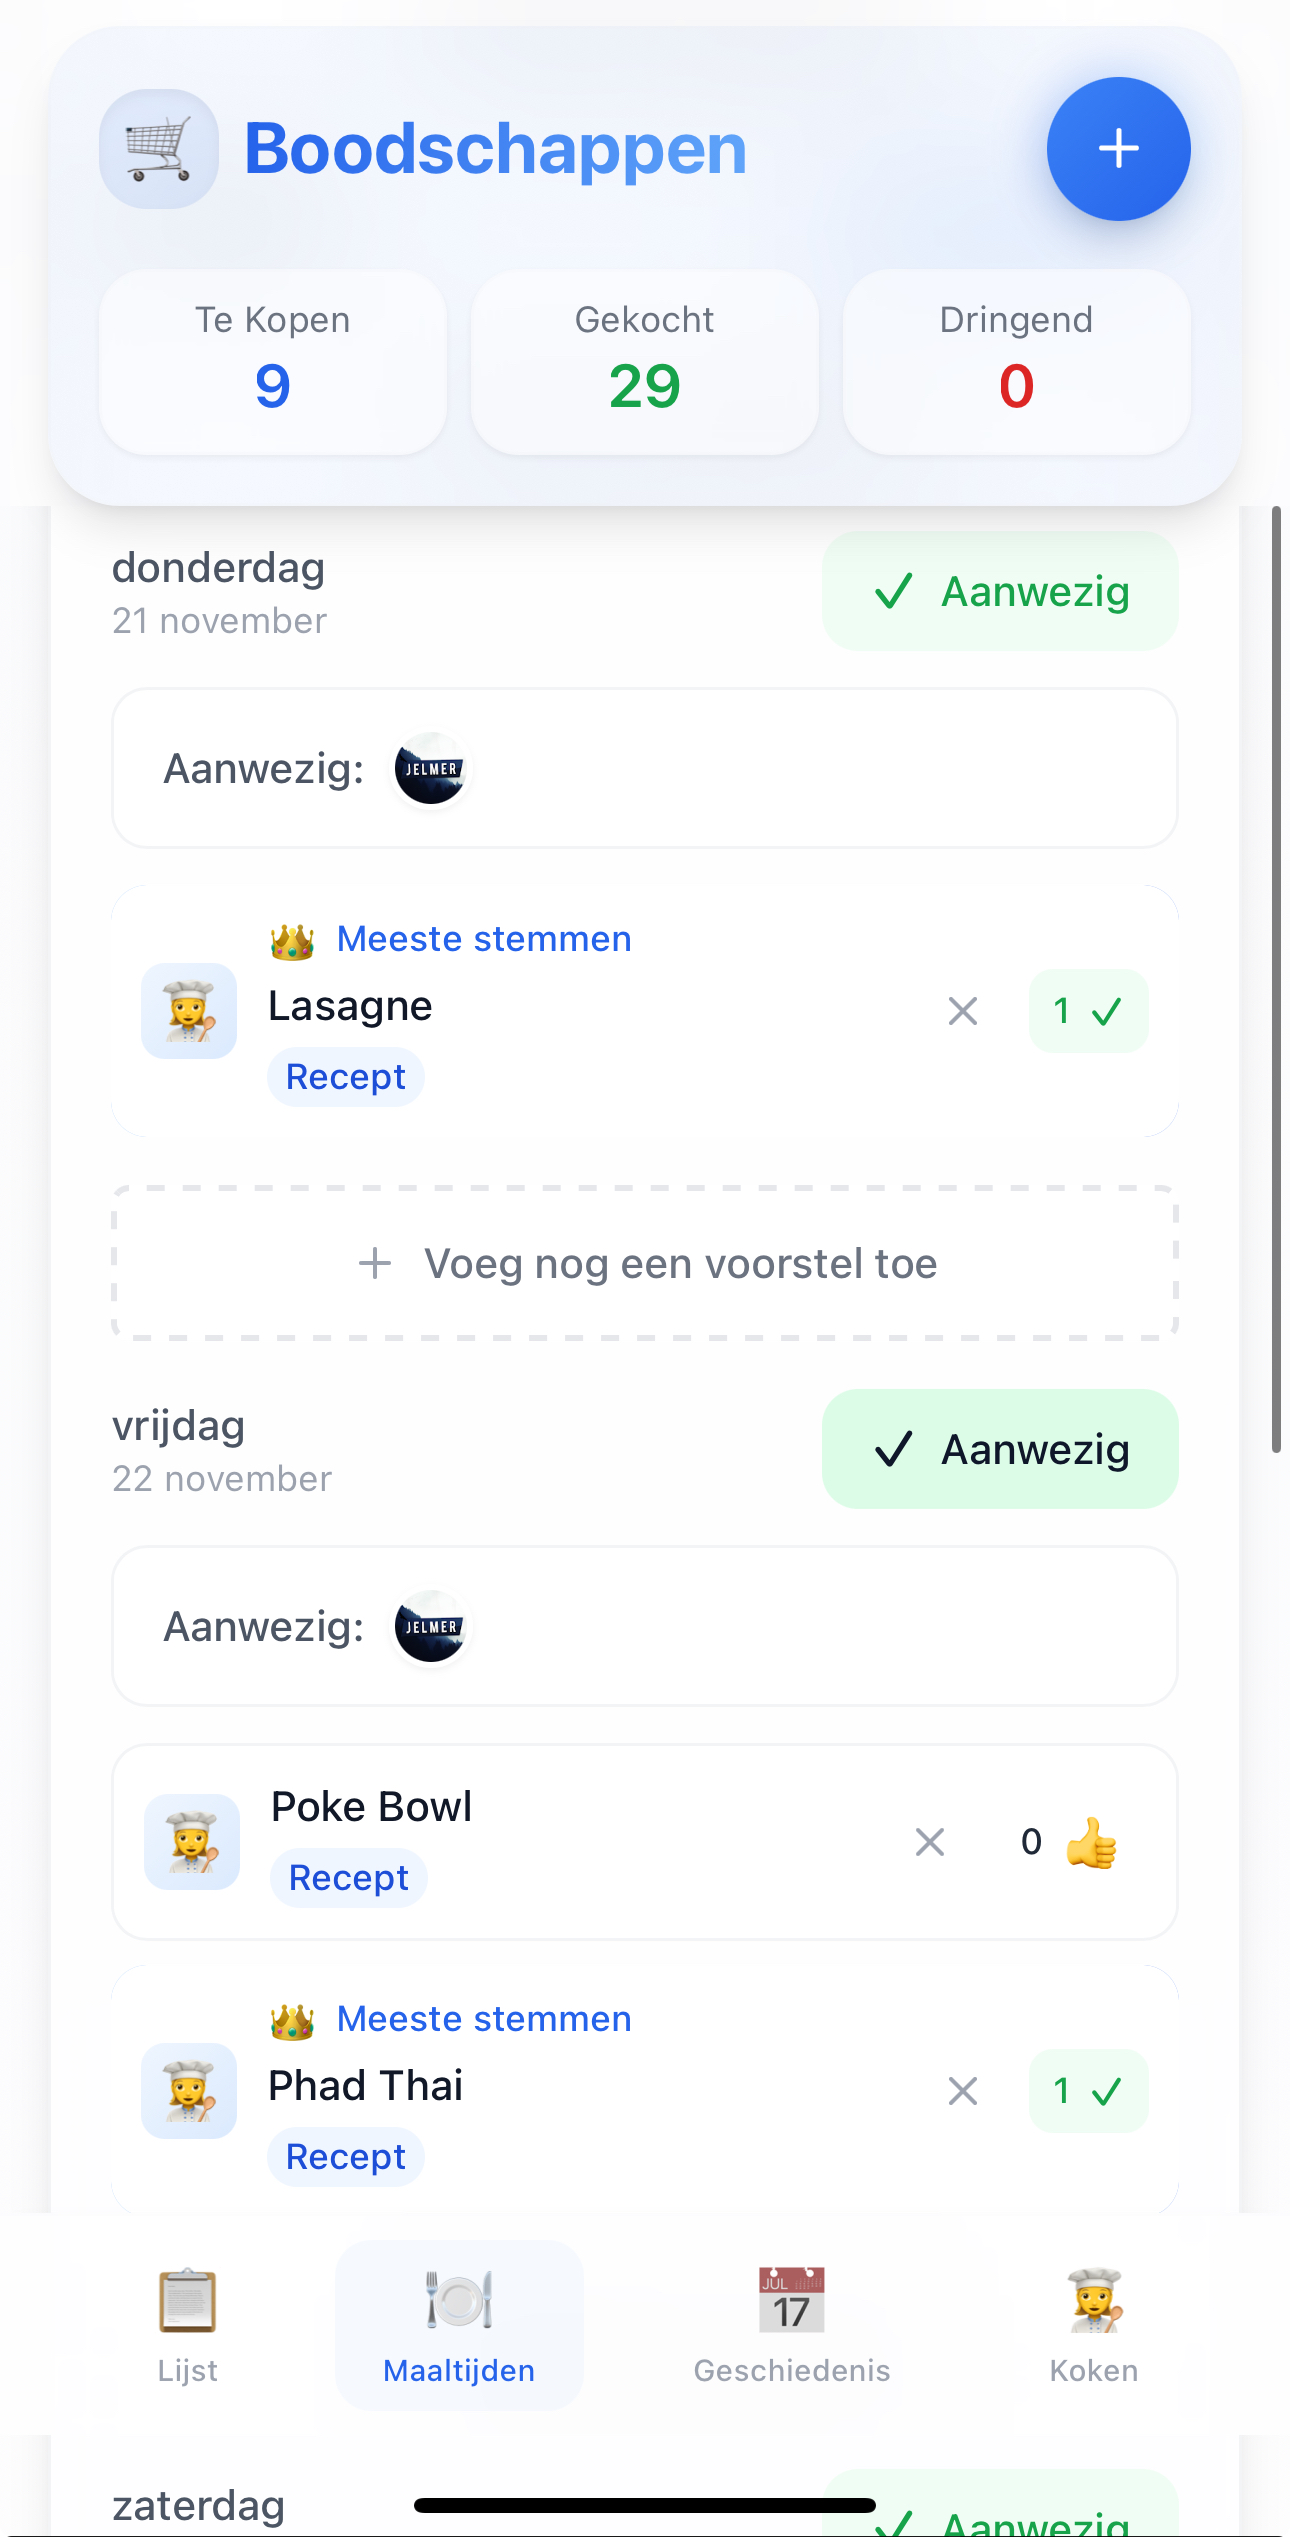 Boodschappen
Te Kopen
9
Gekocht
29
Dringend
0
donderdag
21 november
Aanwezig
Aanwezig:
JELMER
Meeste stemmen
Lasagne
Recept
1
Voeg nog een voorstel toe
vrijdag
22 november
Aanwezig
Aanwezig:
JELMER
Poke Bowl
Recept
0
Meeste stemmen
Phad Thai
Recept
1
Lijst
Maaltijden
JUL
17
Geschiedenis
Koken
zaterdag
Aanwezig